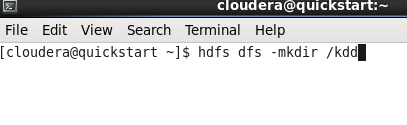 cloudera@quickstart:~
File Edit View Search Terminal Help
[cloudera@quickstart ~]$ hdfs dfs -mkdir /kdd